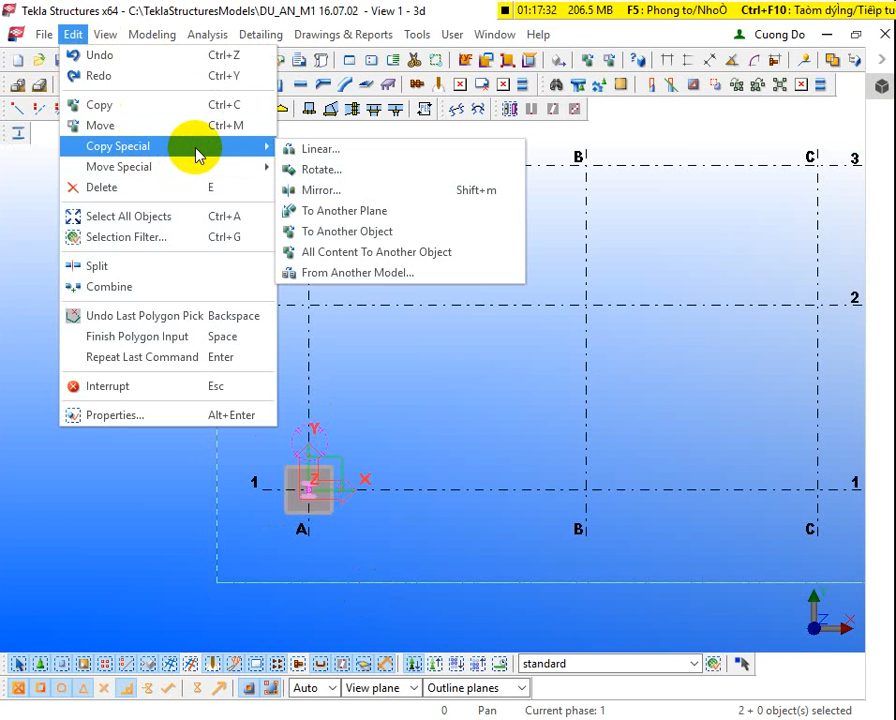 Tekla Structures x64 - C:\TeklaStructuresModels\DU_AN_M1 16.07.02 - View 1 - 3d
01:17:32 206.5 MB F5: Phong to/NhoÒ Ctrl+F10: Taòm dýÌng/Tiếp tu
File Edit View Modeling Analysis Detailing Drawings & Reports Tools User Window Help Cuong Do
Undo Ctrl+Z
Redo Ctrl+Y
Copy Ctrl+C
Move Ctrl+M
Copy Special
Move Special
Delete E
Select All Objects Ctrl+A
Selection Filter... Ctrl+G
Split
Combine
Undo Last Polygon Pick Backspace
Finish Polygon Input Space
Repeat Last Command Enter
Interrupt Esc
Properties... Alt+Enter
Linear...
Rotate...
Mirror... Shift+m
To Another Plane
To Another Object
All Content To Another Object
From Another Model...
B C 3
2
Y
Z X
1 1
A B C
Y
Z X
standard
Auto View plane Outline planes
0 Pan Current phase: 1 2 + 0 object(s) selected